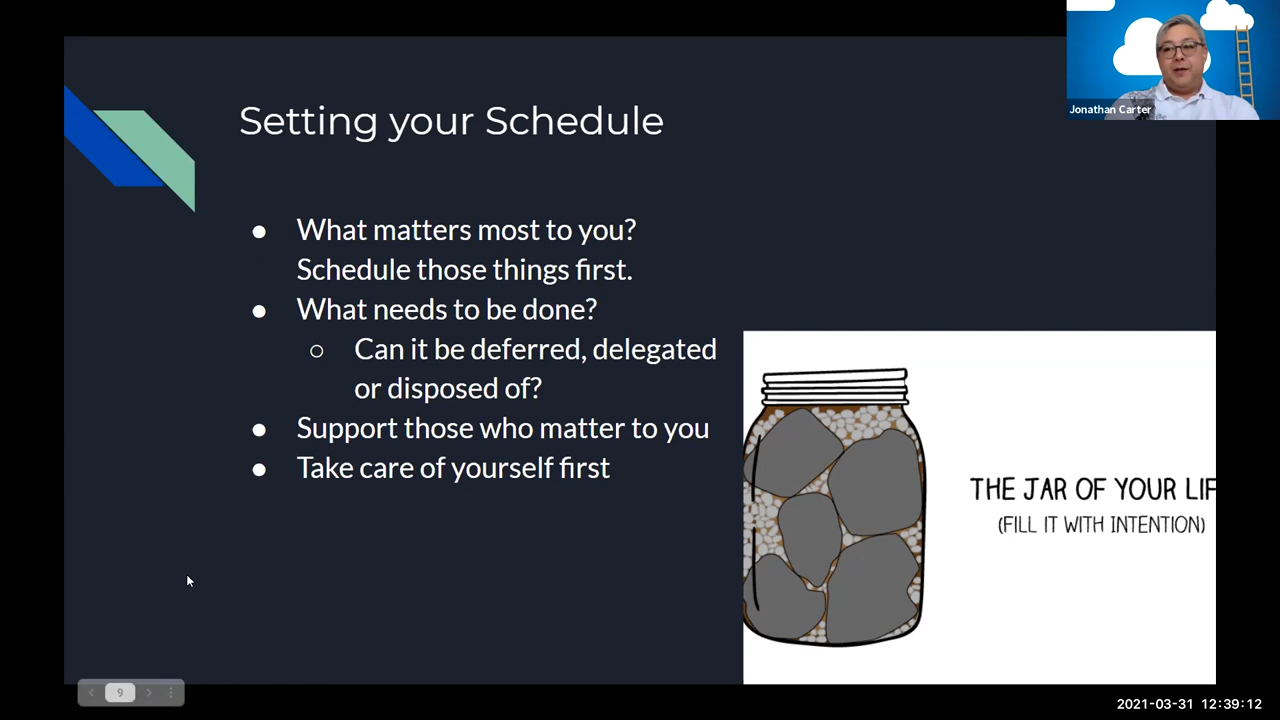 Jonathan Carter
Setting your Schedule
● What matters most to you?
Schedule those things first.
● What needs to be done?
○ Can it be deferred, delegated
or disposed of?
● Support those who matter to you
● Take care of yourself first
THE JAR OF YOUR LIF
(FILL IT WITH INTENTION)
9
2021-03-31 12:39:12